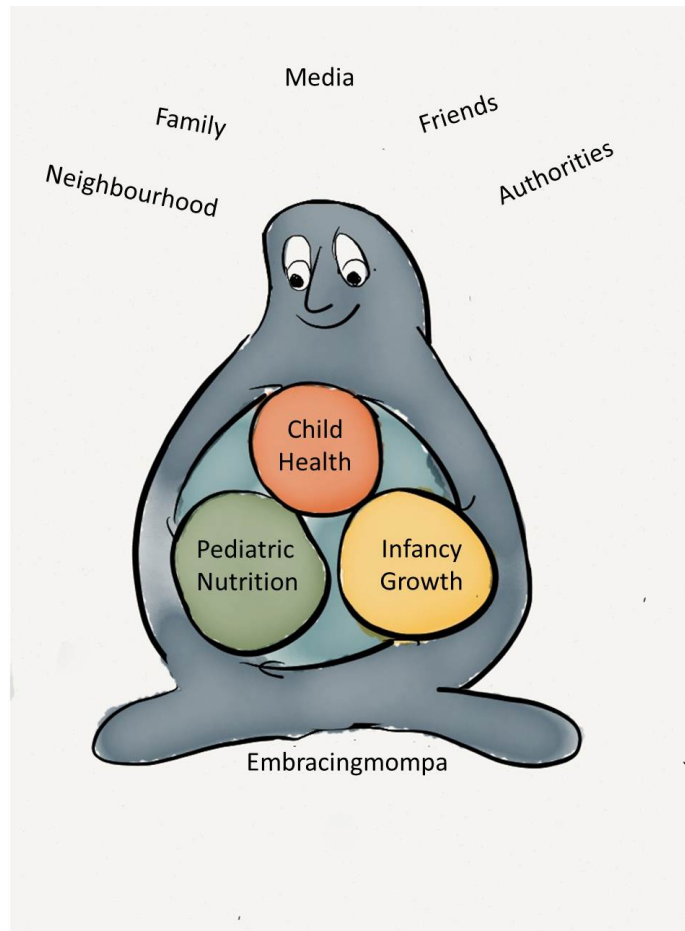 Media
Family
Friends
Neighbourhood
Authorities
Child
Health
Pediatric
Nutrition
Infancy
Growth
Embracingmompa